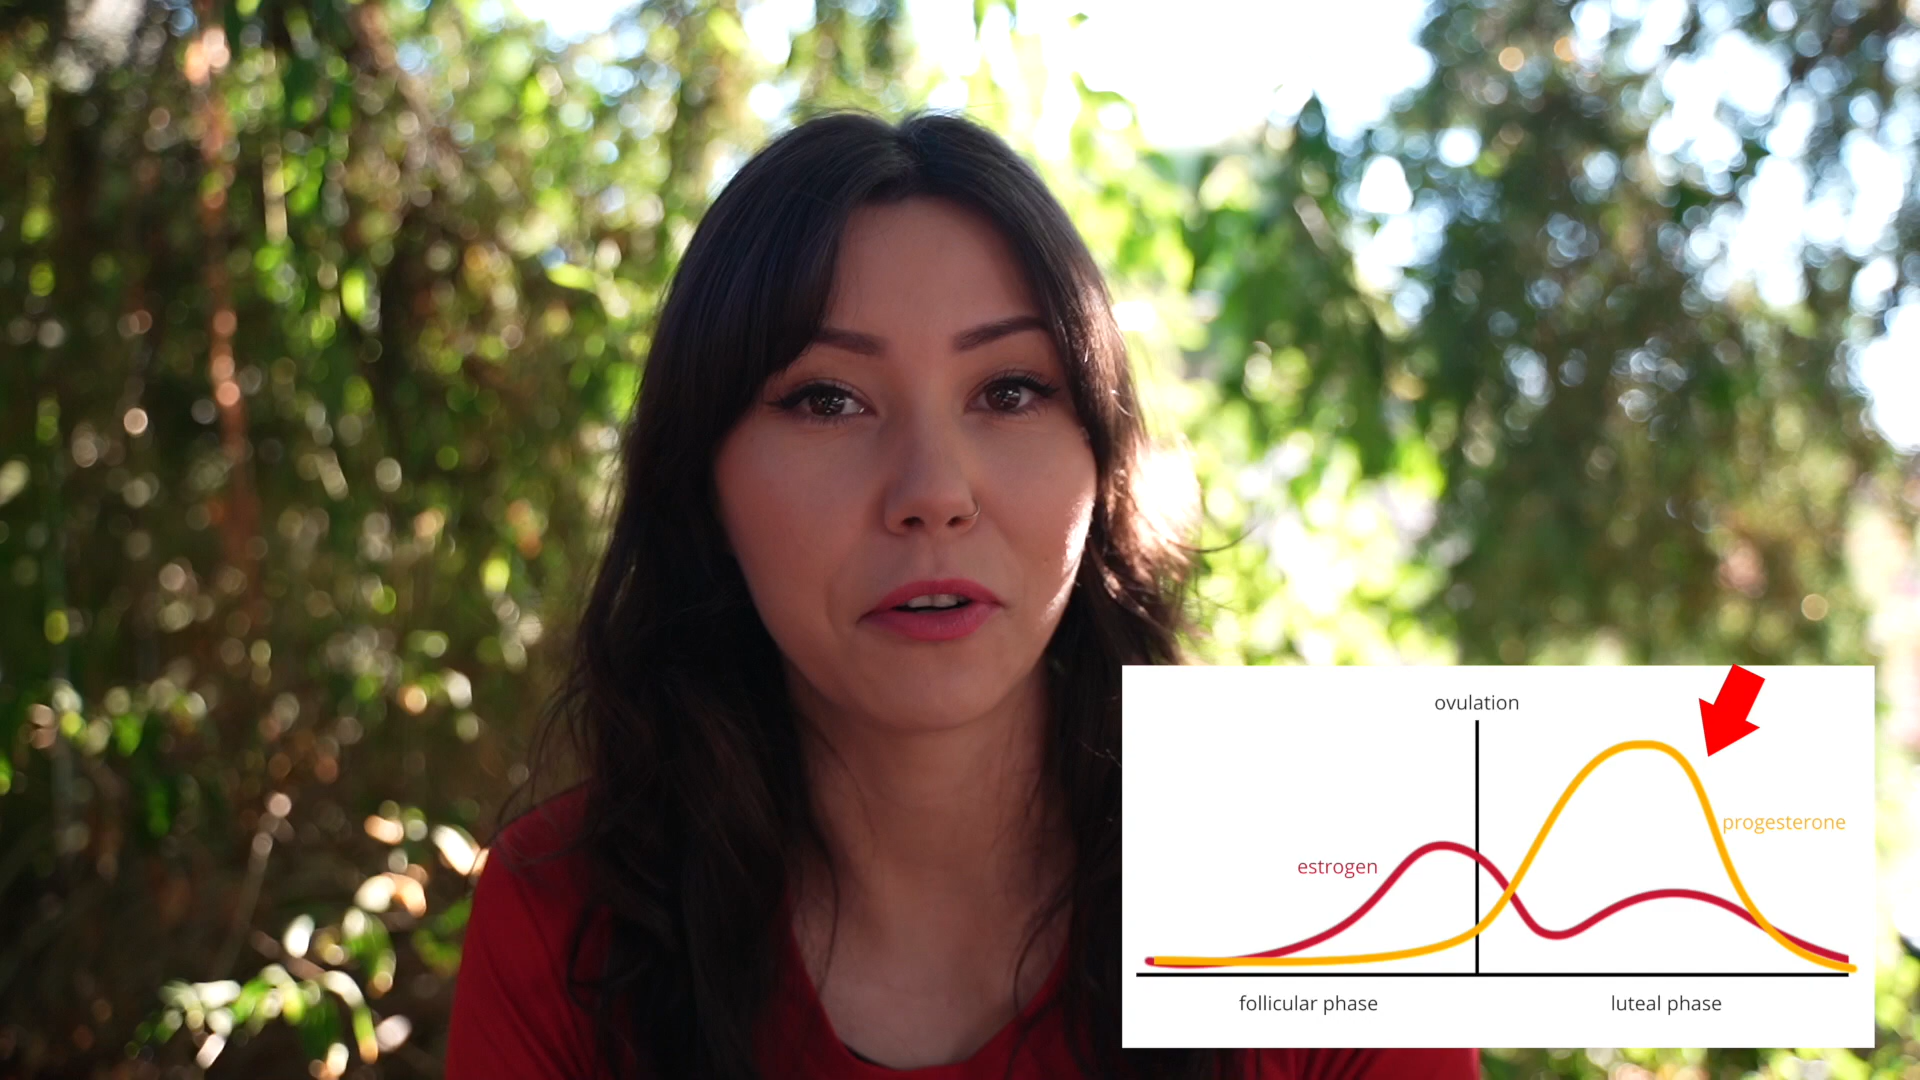 ovulation
progesterone
estrogen
follicular phase
luteal phase